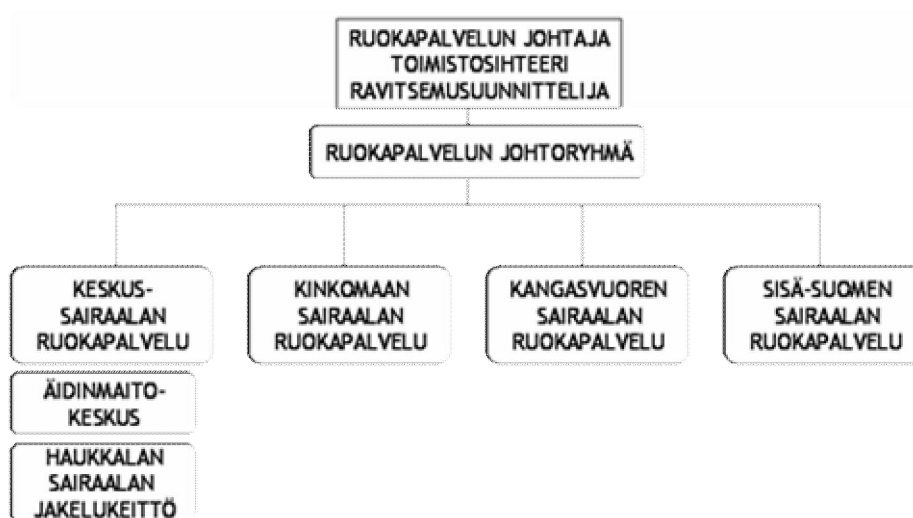 RUOKAPALVELUN JOHTAJA
TOIMISTOSIHTEERI
RAVITSEMUSUUNNITTELIJA
RUOKAPALVELUN JOHTORYHMÄ
KESKUS-
SAIRAALAN
RUOKAPALVELU
KINKOMAAN
SAIRAALAN
RUOKAPALVELU
KANGASVUOREN
SAIRAALAN
RUOKAPALVELU
SISÄ-SUOMEN
SAIRAALAN
RUOKAPALVELU
ÄIDINMAITO-
KESKUS
HAUKKALAN
SAIRAALAN
JAKELUKEITTÖ